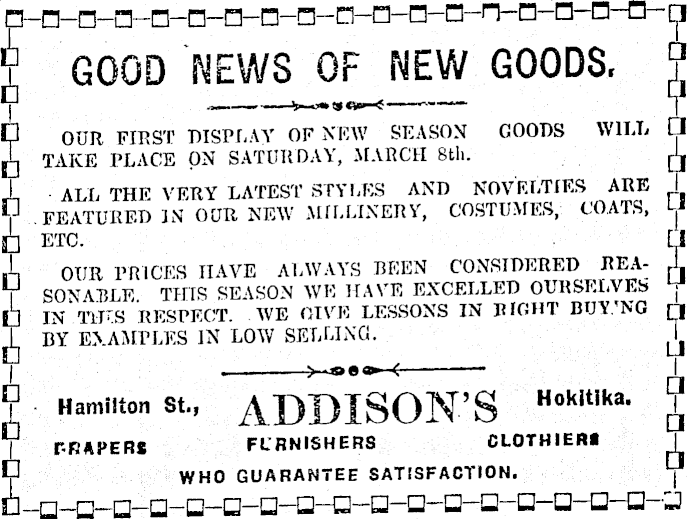 GOOD NEWS OF NEW GOODS.
OUR FIRST DISPLAY OF NEW SEASON GOODS WILL
TAKE PLACE ON SATURDAY, MARCH 8th.
ALL THE VERY LATEST STYLES AND NOVELTIES ARE
FEATURED IN OUR NEW MILLINERY, COSTUMES, COATS,
ETC.
OUR PRICES HAVE ALWAYS BEEN CONSIDERED REA-
SONABLE. THIS SEASON WE HAVE EXCELLED OURSELVES
IN THIS RESPECT. WE GIVE LESSONS IN RIGHT BUYING
BY EXAMPLES IN LOW SELLING.
Hamilton St., ADDISON'S Hokitika.
DRAPERS FURNISHERS CLOTHIERS
WHO GUARANTEE SATISFACTION.